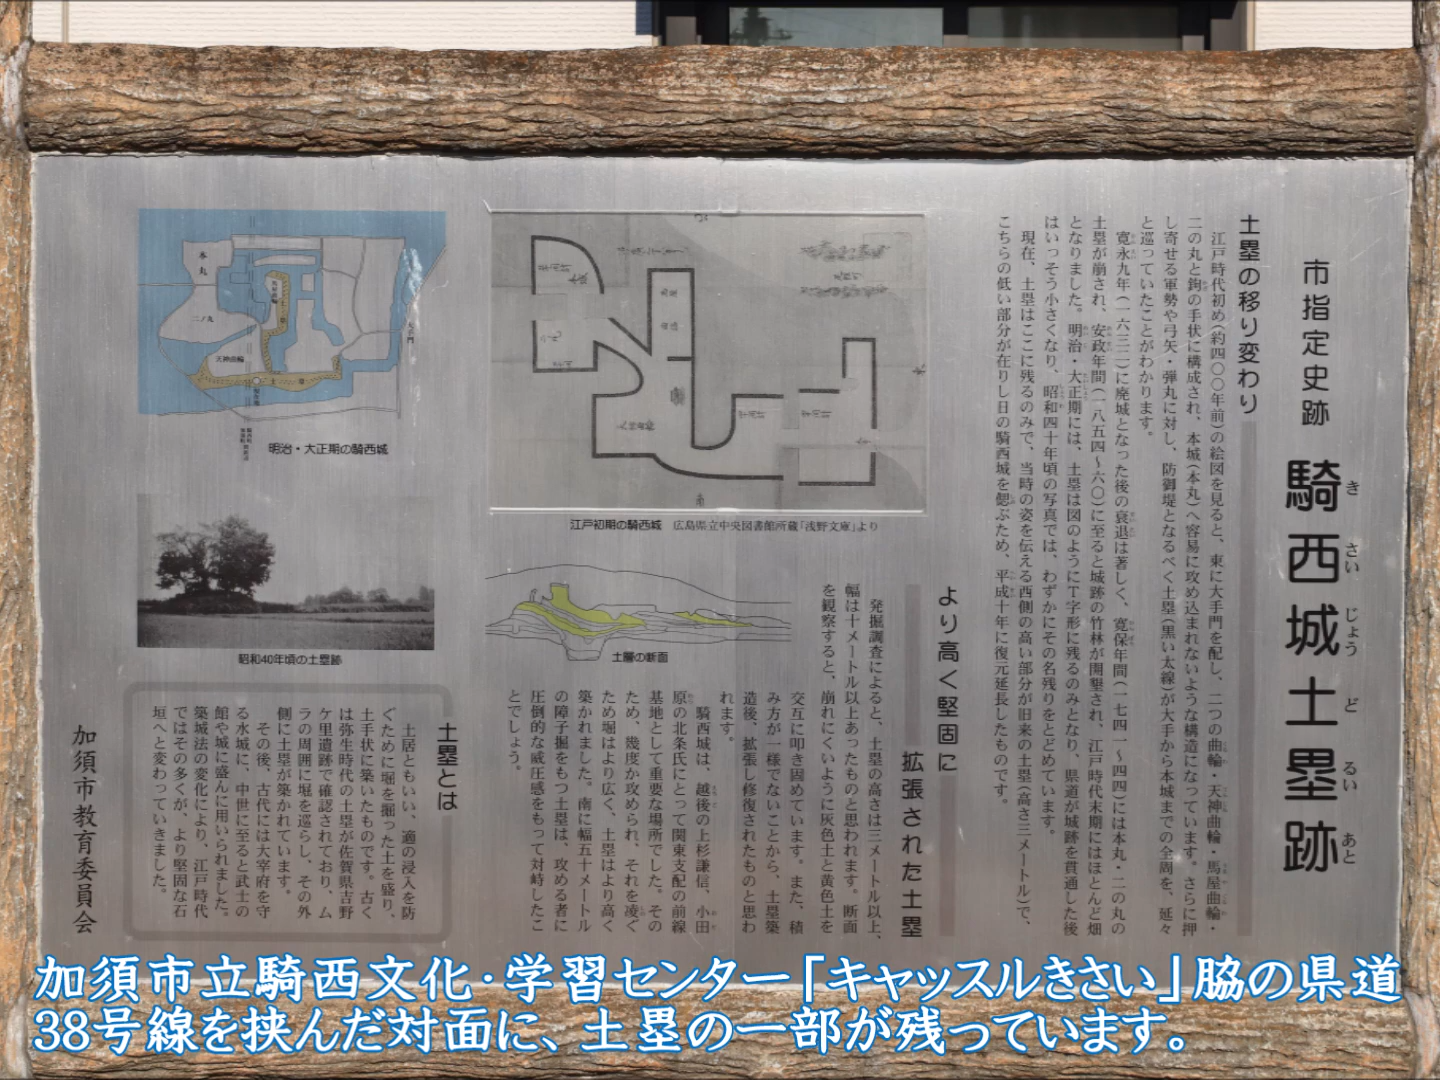 市指定史跡
騎西城土塁跡
きさいじょうどるいあと
土塁の移り変わり
江戸時代初め(約四〇〇年前)の絵図を見ると、東に大手門を配し、二つの曲輪・天神曲輪・馬屋曲輪・
二の丸と鉤の手状に構成され、本城(本丸)へ容易に攻め込まれないような構造になっています。さらに押
し寄せる軍勢や弓矢・弾丸に対し、防御堤となるべく土塁(黒い太線)が大手から本城までの全周を、延々
と巡っていたことがわかります。
寛永九年(一六三二)に廃城となった後の衰退は著しく、寛保年間(一七四一~四四)には本丸・二の丸の
土塁が崩され、安政年間(一八五四~六〇)に至ると城跡の竹林が開墾され、江戸時代末期にはほとんど畑
となりました。明治・大正期には、土塁は図のようにT字形に残るのみとなり、県道が城跡を貫通した後
はいっそう小さくなり、昭和四十年頃の写真では、わずかにその名残りをとどめています。
現在、土塁はここに残るのみで、当時の姿を伝える西側の高い部分が旧来の土塁(高さ三メートル)で、
こちらの低い部分が在りし日の騎西城を偲ぶため、平成十年に復元延長したものです。
江戸初期の騎西城 広島県立中央図書館所蔵「浅野文庫」より
より高く堅固に
拡張された土塁
発掘調査によると、土塁の高さは三メートル以上、
幅は十メートル以上あったものと思われます。断面
を観察すると、崩れにくいように灰色土と黄色土を
交互に叩き固めています。また、積
み方が一様でないことから、土塁築
造後、拡張し修復されたものと思わ
れます。
騎西城は、越後の上杉謙信、小田
原の北条氏にとって関東支配の前線
基地として重要な場所でした。その
ため、幾度か攻められ、それを凌ぐ
ため堀はより広く、土塁はより高く
築かれました。南に幅五十メートル
の障子堀をもつ土塁は、攻める者に
圧倒的な威圧感をもって対峙したこ
とでしょう。
土層の断面
本丸
二ノ丸
天神曲輪
明治・大正期の騎西城
昭和40年頃の土塁跡
土塁とは
土居ともいい、適の浸入を防
ぐために堀を掘った土を盛り、
土手状に築いたものです。古く
は弥生時代の土塁が佐賀県吉野
ケ里遺跡で確認されており、ム
ラの周囲に堀を巡らし、その外
側に土塁が築かれています。
その後、古代には大宰府を守
る水城に、中世に至ると武士の
館や城に盛んに用いられました。
築城法の変化により、江戸時代
ではその多くが、より堅固な石
垣へと変わっていきました。
加須市教育委員会
加須市立騎西文化・学習センター「キャッスルきさい」脇の県道
38号線を挟んだ対面に、土塁の一部が残っています。